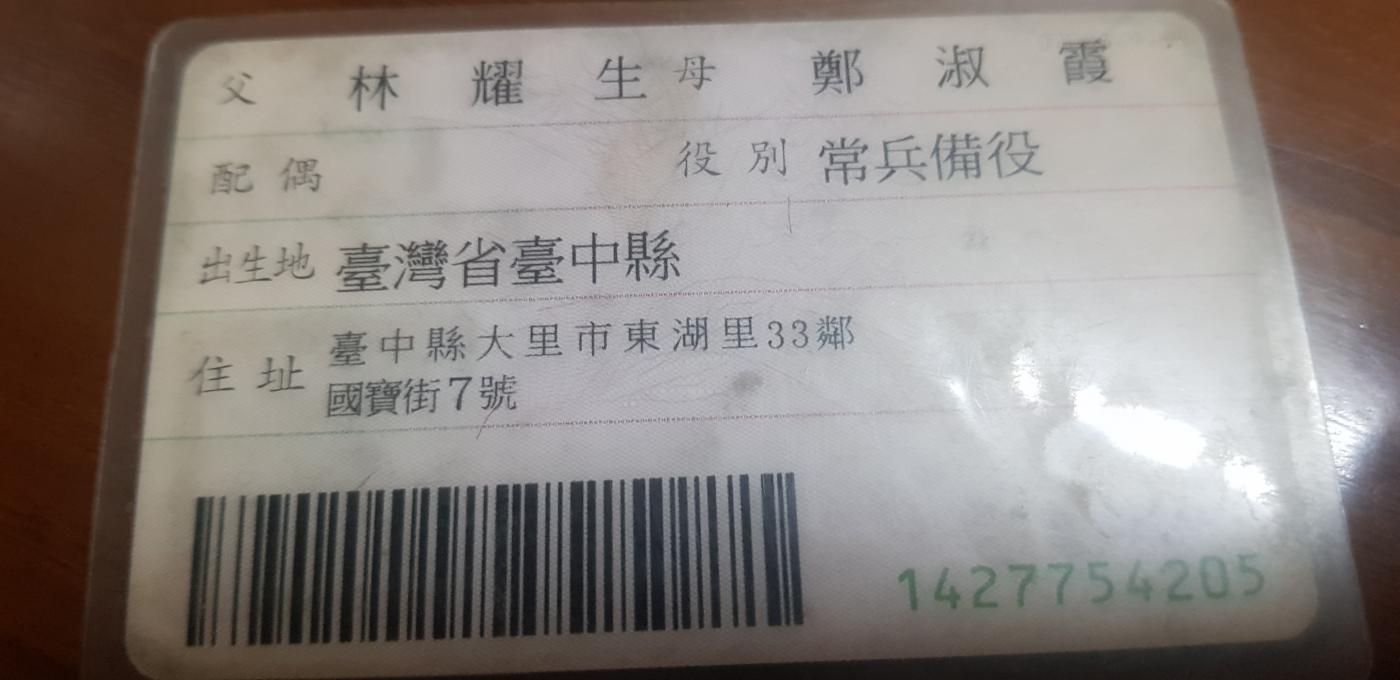 父 林耀生 母 鄭淑霞
配偶 役別 常兵備役
出生地 臺灣省臺中縣
住址 臺中縣大里市東湖里33鄰
國寶街7號
1427754205